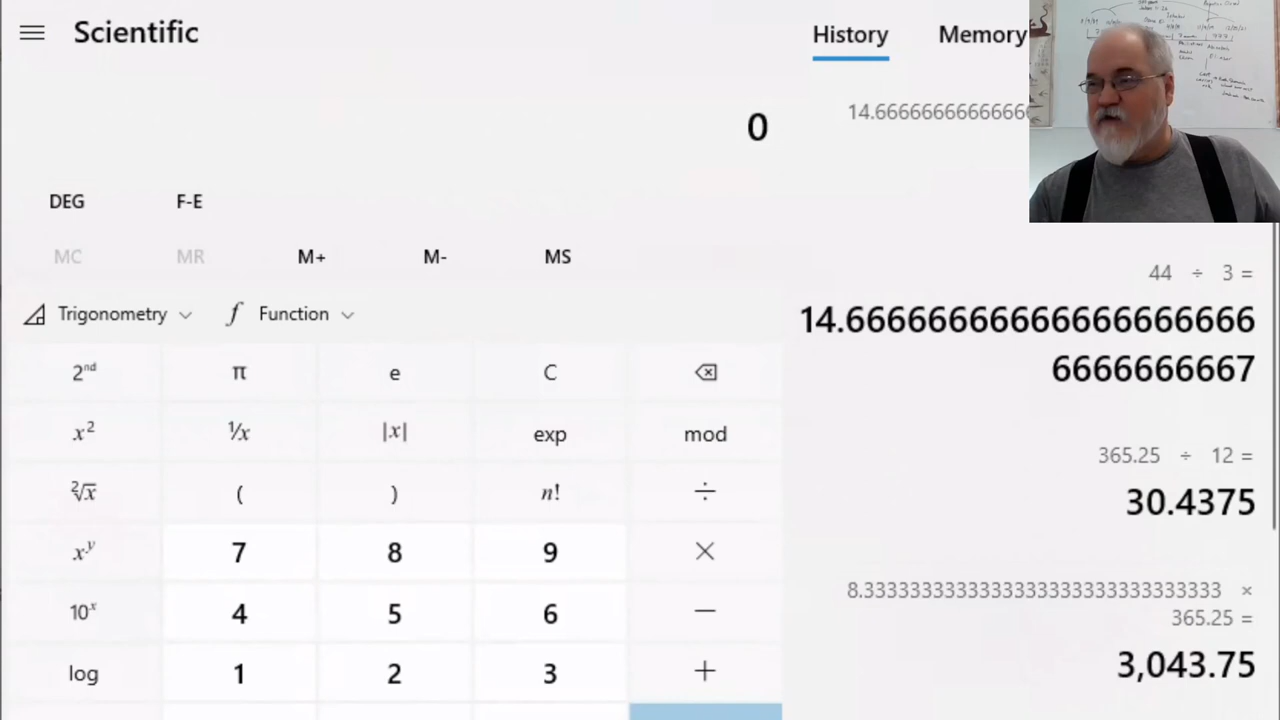 Scientific
History
Memory
14.6666666666666
0
DEG
F-E
MC
MR
M+
M-
MS
44 ÷ 3 =
14.66666666666666666666
6666666667
Trigonometry
f Function
2nd
π
e
C
x²
1/x
|x|
exp
mod
365.25 ÷ 12 =
30.4375
²√x
(
)
n!
÷
xʸ
7
8
9
×
8.333333333333333333333333333333 ×
365.25 =
3,043.75
10ˣ
4
5
6
−
log
1
2
3
+